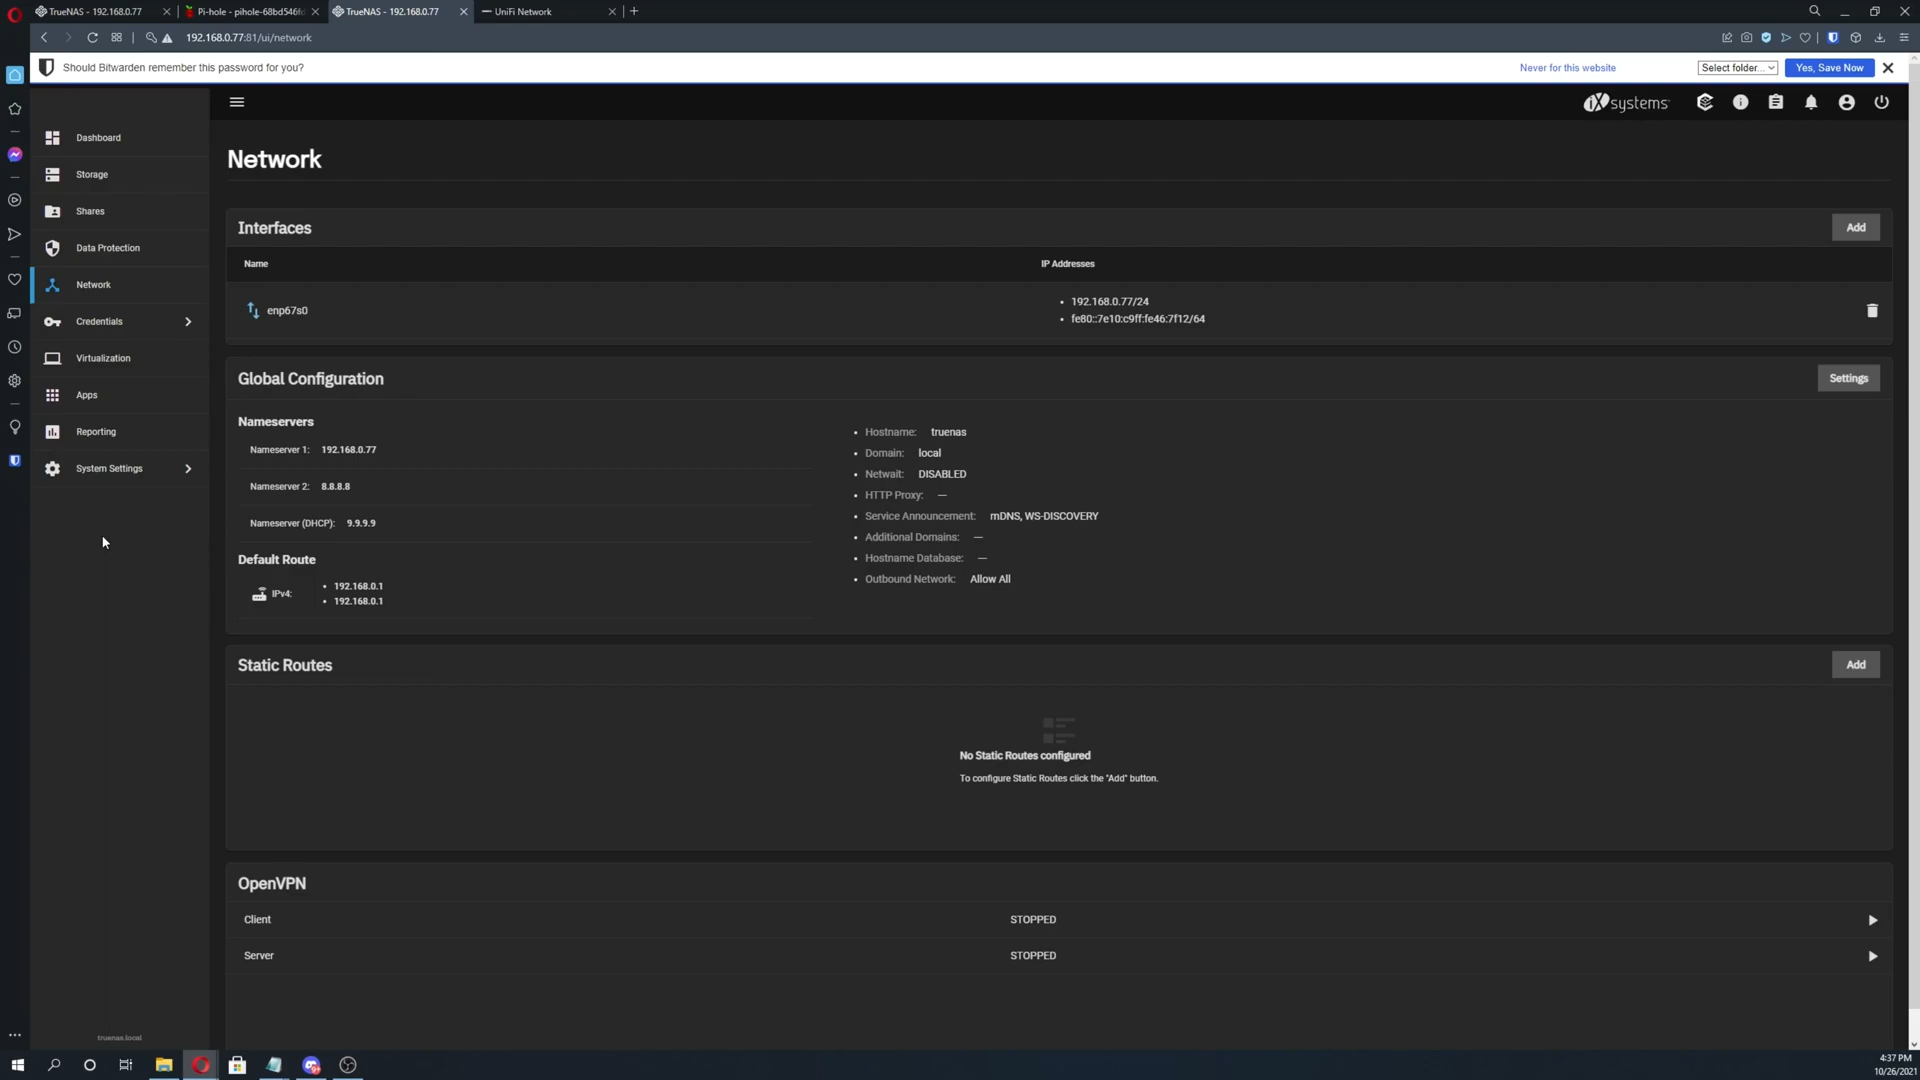 TrueNAS - 192.168.0.77
Pi-hole - pihole-68bd546fd
TrueNAS - 192.168.0.77
UniFi Network
192.168.0.77:81/ui/network
Should Bitwarden remember this password for you?
Never for this website
Select folder...
Yes, Save Now
iXsystems
Dashboard
Storage
Shares
Data Protection
Network
Credentials
Virtualization
Apps
Reporting
System Settings
truenas.local
Network
Interfaces
Add
Name
IP Addresses
enp67s0
192.168.0.77/24
fe80::7e10:c9ff:fe46:7f12/64
Global Configuration
Settings
Nameservers
Nameserver 1: 192.168.0.77
Nameserver 2: 8.8.8.8
Nameserver (DHCP): 9.9.9.9
Default Route
IPv4:
192.168.0.1
192.168.0.1
Hostname: truenas
Domain: local
Netwait: DISABLED
HTTP Proxy: —
Service Announcement: mDNS, WS-DISCOVERY
Additional Domains: —
Hostname Database: —
Outbound Network: Allow All
Static Routes
Add
No Static Routes configured
To configure Static Routes click the "Add" button.
OpenVPN
Client STOPPED
Server STOPPED
4:37 PM
10/26/2021